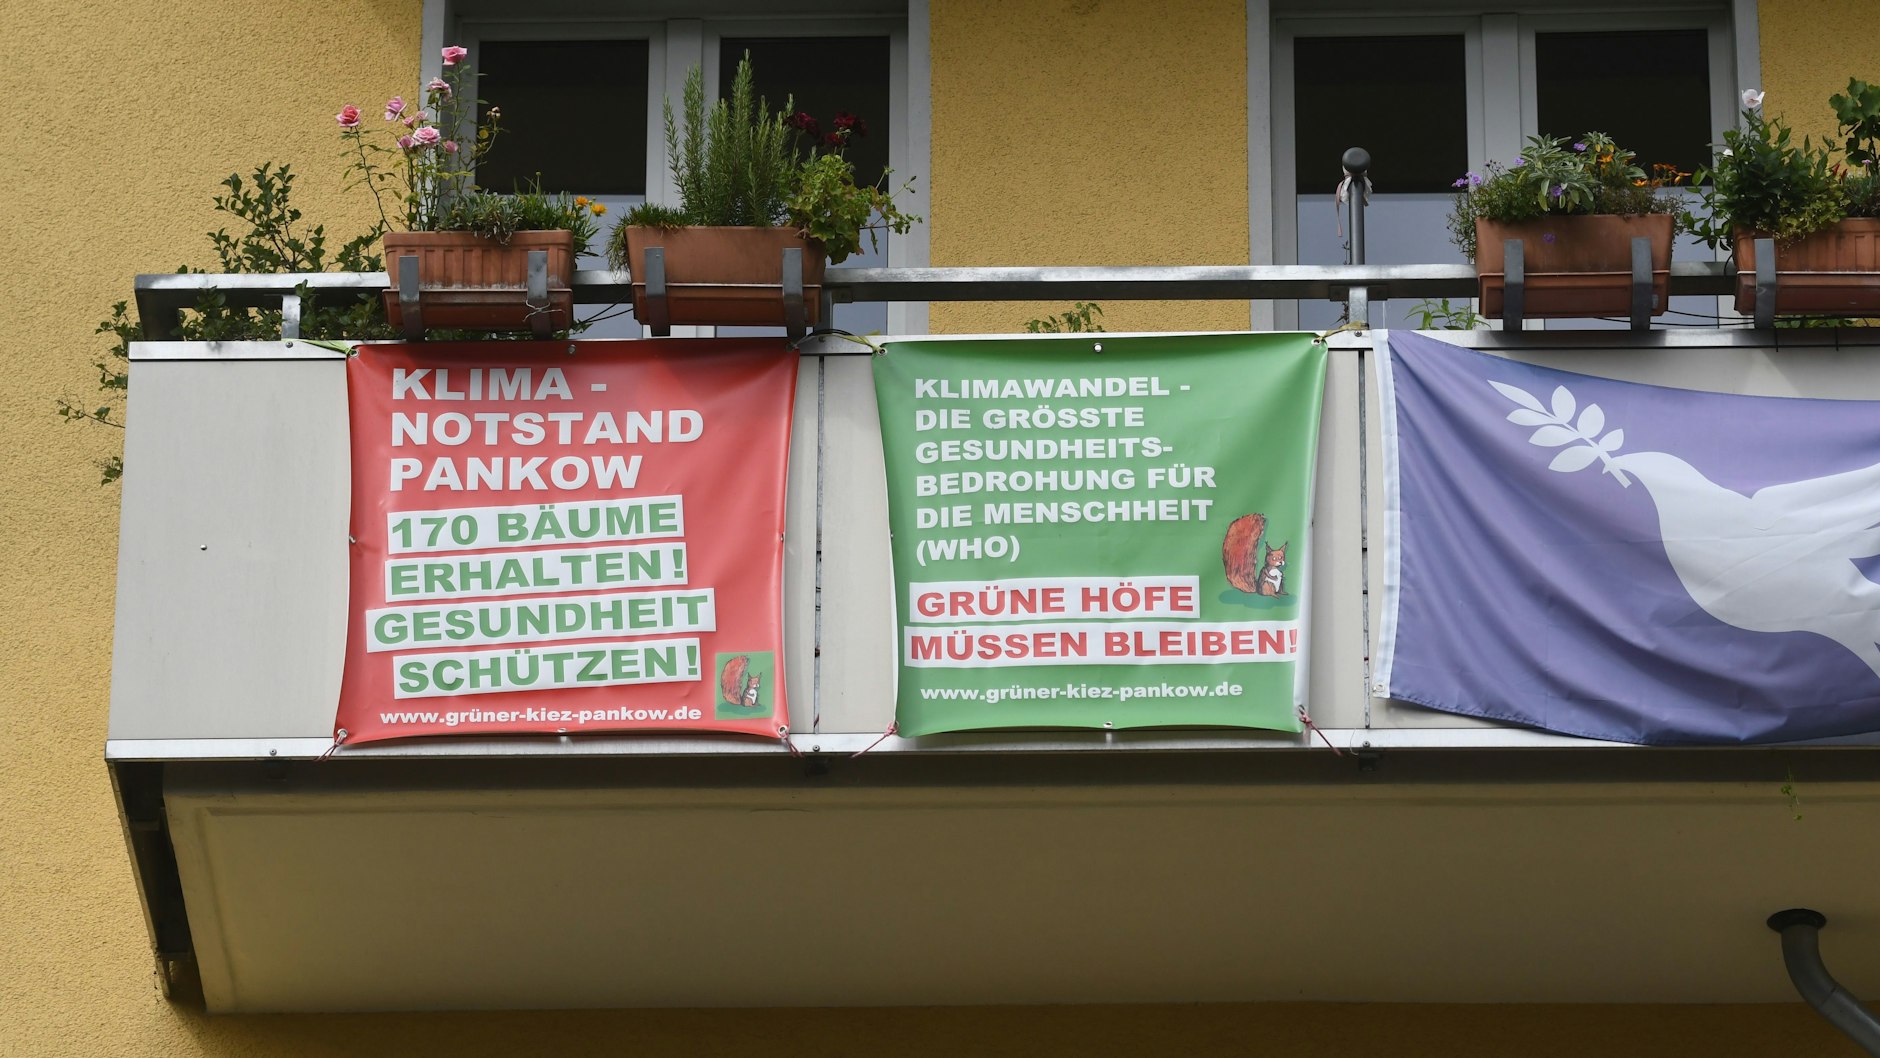 KLIMA -
NOTSTAND
PANKOW
170 BÄUME
ERHALTEN!
GESUNDHEIT
SCHÜTZEN!
www.grüner-kiez-pankow.de
KLIMAWANDEL -
DIE GRÖSSTE
GESUNDHEITS-
BEDROHUNG FÜR
DIE MENSCHHEIT
(WHO)
GRÜNE HÖFE
MÜSSEN BLEIBEN!
www.grüner-kiez-pankow.de